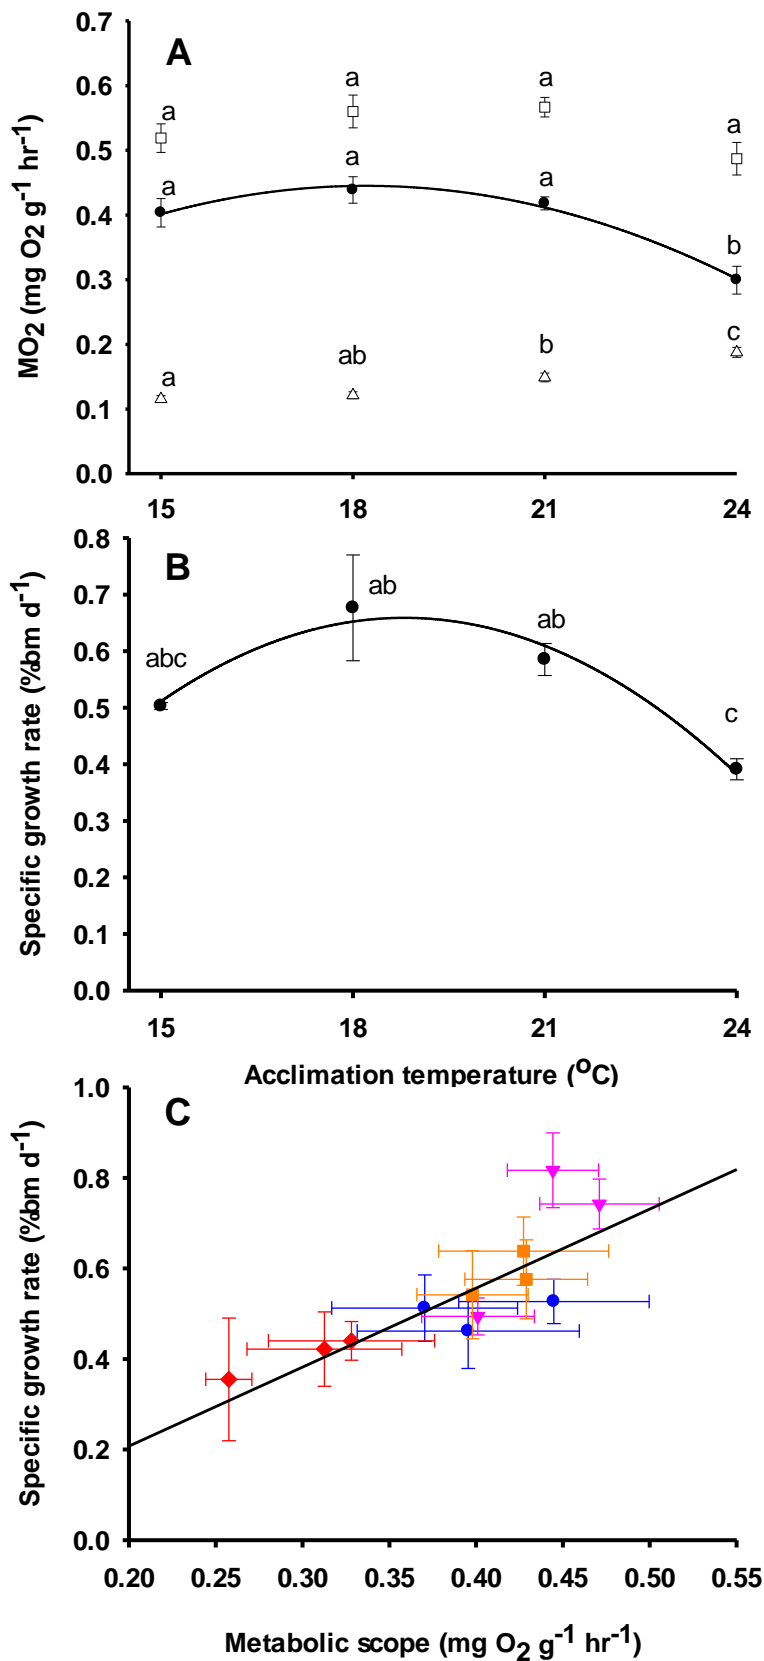 0.7
A
0.6
a
a
a
a
0.5
a
a
a
0.4
b
0.3
MO2 (mg O2 g-1 hr-1)
0.2
a
ab
b
c
0.1
0.0
15
18
21
24
0.8
B
0.7
ab
ab
0.6
abc
0.5
c
0.4
0.3
0.2
0.1
0.0
Specific growth rate (%bm d-1)
15
18
21
24
Acclimation temperature (oC)
1.0
C
0.8
0.6
0.4
0.2
0.0
Specific growth rate (%bm d-1)
0.20
0.25
0.30
0.35
0.40
0.45
0.50
0.55
Metabolic scope (mg O2 g-1 hr-1)